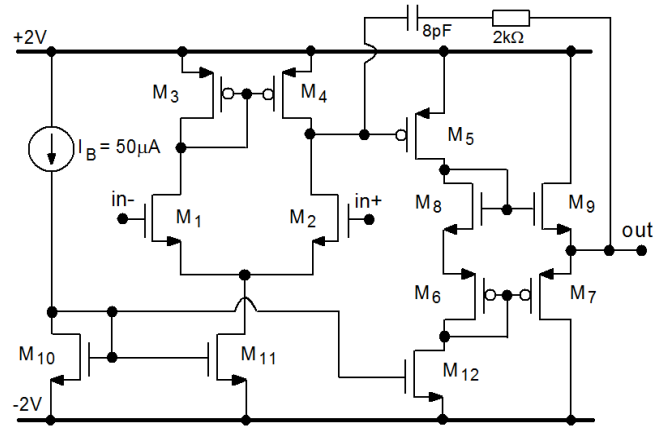 8pF
2kΩ
+2V
M3
M4
M5
IB = 50μA
in-
M1
M2
in+
M8
M9
out
M6
M7
M10
M11
M12
-2V